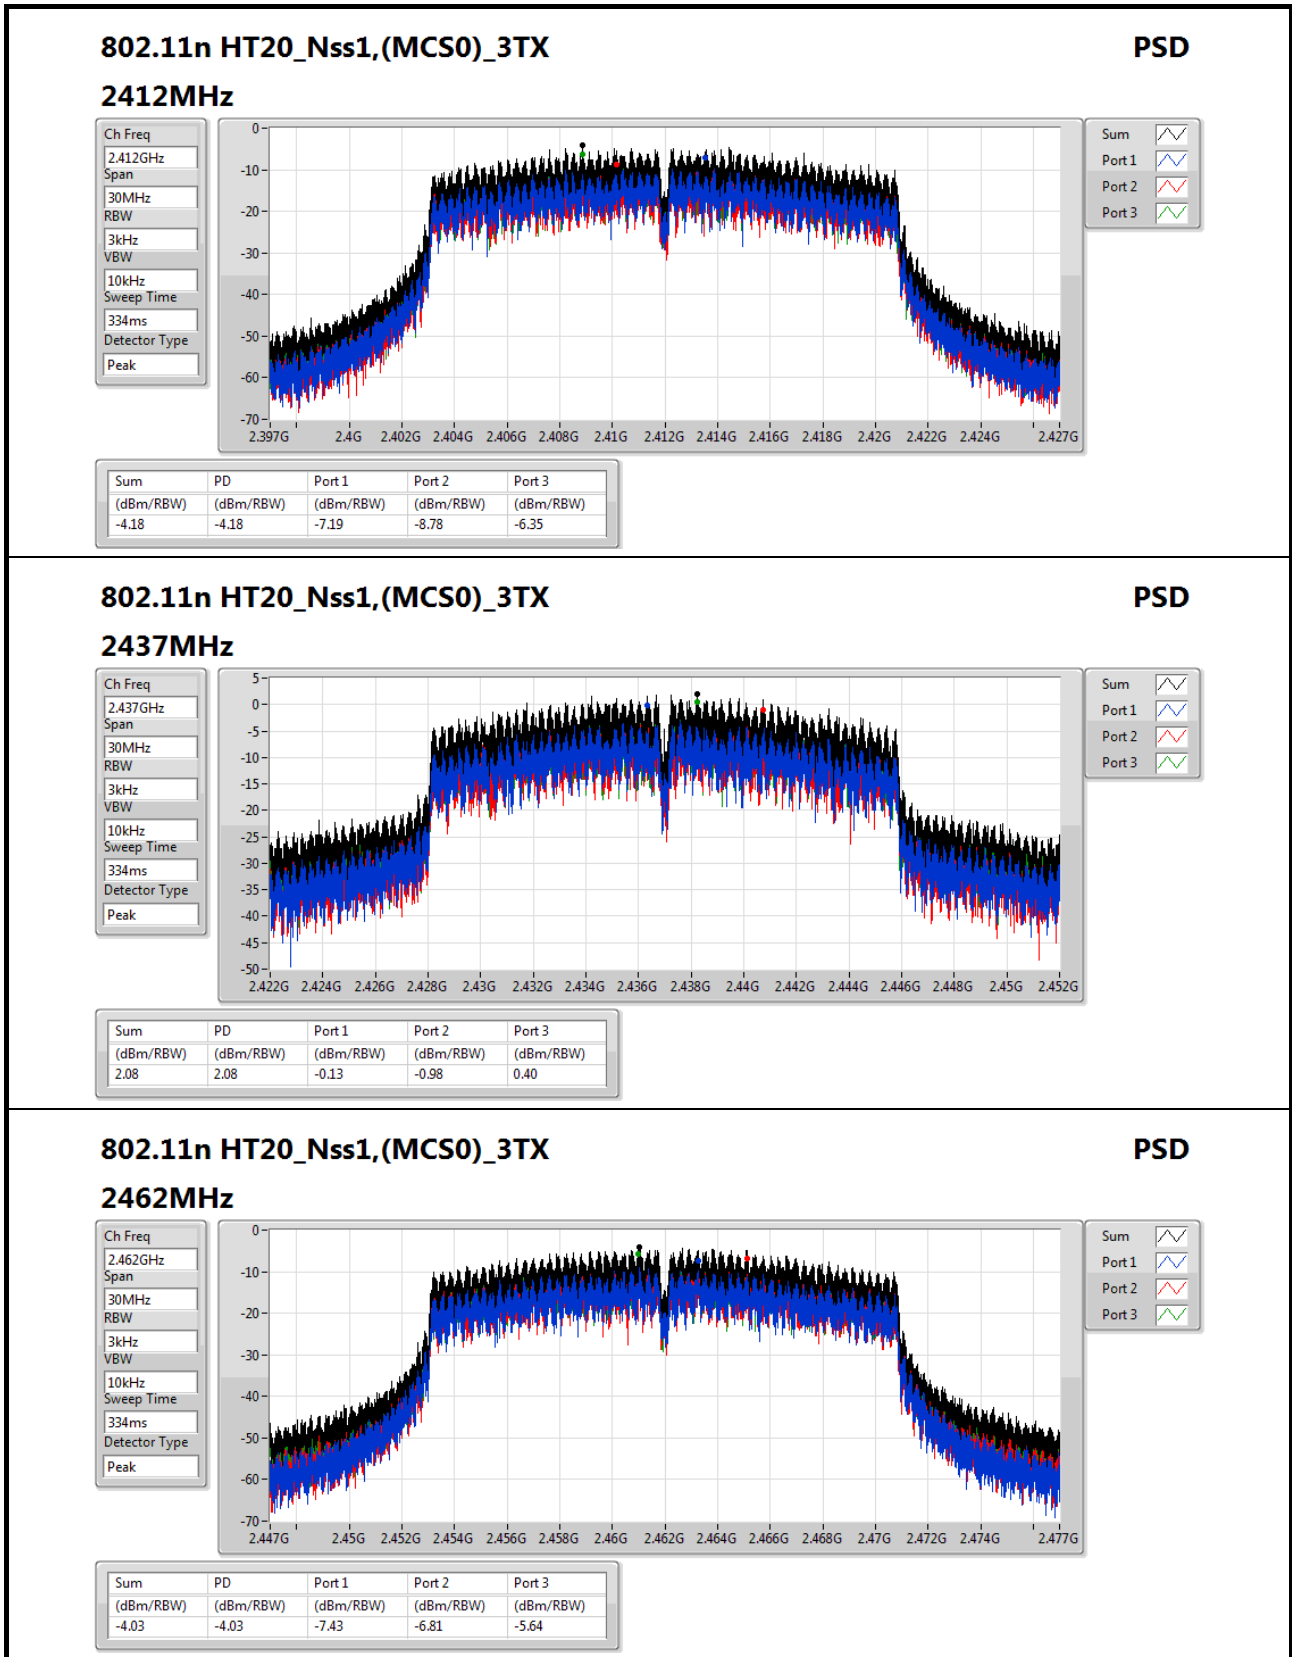 802.11n HT20_Nss1,(MCS0)_3TX PSD
2412MHz
Ch Freq
2.412GHz
Span
30MHz
RBW
3kHz
VBW
10kHz
Sweep Time
334ms
Detector Type
Peak
0
-10
-20
-30
-40
-50
-60
-70
2.397G 2.4G 2.402G 2.404G 2.406G 2.408G 2.41G 2.412G 2.414G 2.416G 2.418G 2.42G 2.422G 2.424G 2.427G
Sum
Port 1
Port 2
Port 3
Sum PD Port 1 Port 2 Port 3
(dBm/RBW) (dBm/RBW) (dBm/RBW) (dBm/RBW) (dBm/RBW)
-4.18 -4.18 -7.19 -8.78 -6.35
802.11n HT20_Nss1,(MCS0)_3TX PSD
2437MHz
Ch Freq
2.437GHz
Span
30MHz
RBW
3kHz
VBW
10kHz
Sweep Time
334ms
Detector Type
Peak
5
0
-5
-10
-15
-20
-25
-30
-35
-40
-45
-50
2.422G 2.424G 2.426G 2.428G 2.43G 2.432G 2.434G 2.436G 2.438G 2.44G 2.442G 2.444G 2.446G 2.448G 2.45G 2.452G
Sum
Port 1
Port 2
Port 3
Sum PD Port 1 Port 2 Port 3
(dBm/RBW) (dBm/RBW) (dBm/RBW) (dBm/RBW) (dBm/RBW)
2.08 2.08 -0.13 -0.98 0.40
802.11n HT20_Nss1,(MCS0)_3TX PSD
2462MHz
Ch Freq
2.462GHz
Span
30MHz
RBW
3kHz
VBW
10kHz
Sweep Time
334ms
Detector Type
Peak
0
-10
-20
-30
-40
-50
-60
-70
2.447G 2.45G 2.452G 2.454G 2.456G 2.458G 2.46G 2.462G 2.464G 2.466G 2.468G 2.47G 2.472G 2.474G 2.477G
Sum
Port 1
Port 2
Port 3
Sum PD Port 1 Port 2 Port 3
(dBm/RBW) (dBm/RBW) (dBm/RBW) (dBm/RBW) (dBm/RBW)
-4.03 -4.03 -7.43 -6.81 -5.64